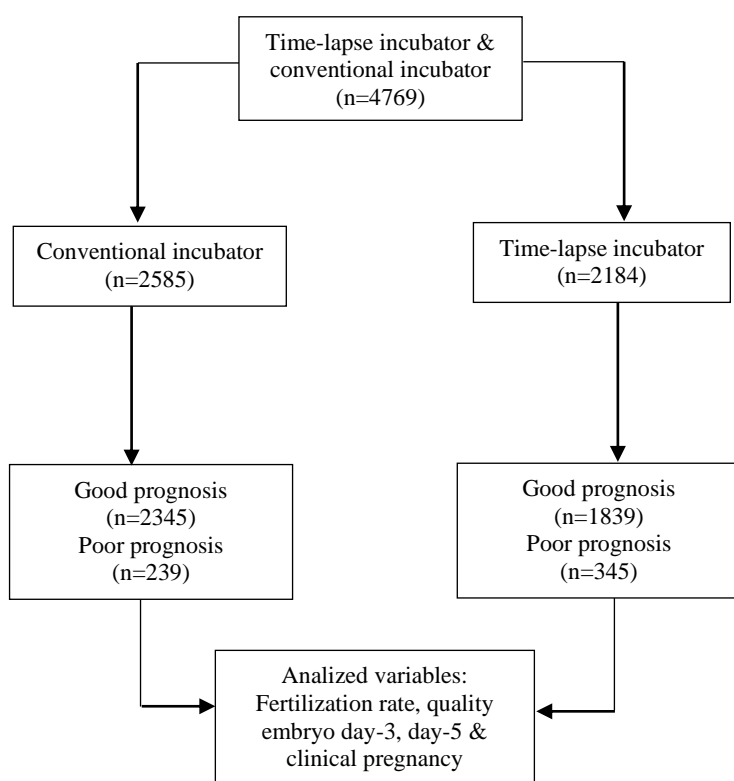 Time-lapse incubator &
conventional incubator
(n=4769)
Conventional incubator
(n=2585)
Time-lapse incubator
(n=2184)
Good prognosis
(n=2345)
Poor prognosis
(n=239)
Good prognosis
(n=1839)
Poor prognosis
(n=345)
Analized variables:
Fertilization rate, quality
embryo day-3, day-5 &
clinical pregnancy